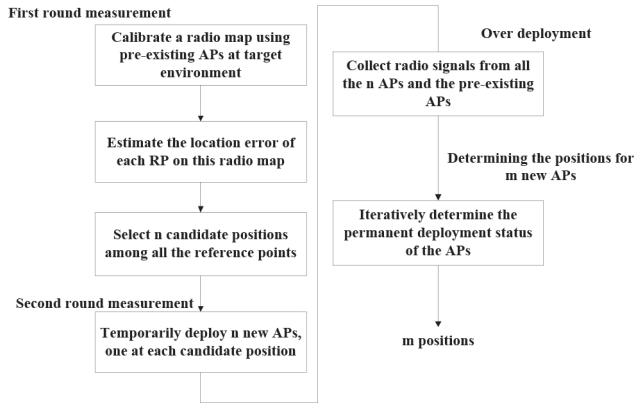 First round measurement
Calibrate a radio map using
pre-existing APs at target
environment
Estimate the location error of
each RP on this radio map
Select n candidate positions
among all the reference points
Second round measurement
Temporarily deploy n new APs,
one at each candidate position
Over deployment
Collect radio signals from all
the n APs and the pre-existing
APs
Determining the positions for
m new APs
Iteratively determine the
permanent deployment status
of the APs
m positions